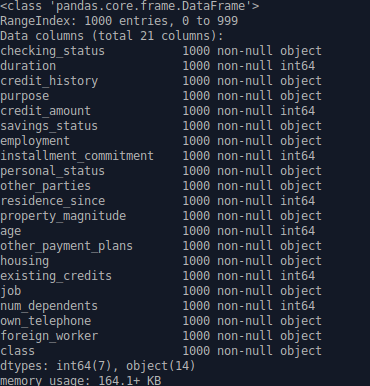 <class 'pandas.core.frame.DataFrame'>
RangeIndex: 1000 entries, 0 to 999
Data columns (total 21 columns):
checking_status 1000 non-null object
duration 1000 non-null int64
credit_history 1000 non-null object
purpose 1000 non-null object
credit_amount 1000 non-null int64
savings_status 1000 non-null object
employment 1000 non-null object
installment_commitment 1000 non-null int64
personal_status 1000 non-null object
other_parties 1000 non-null object
residence_since 1000 non-null int64
property_magnitude 1000 non-null object
age 1000 non-null int64
other_payment_plans 1000 non-null object
housing 1000 non-null object
existing_credits 1000 non-null int64
job 1000 non-null object
num_dependents 1000 non-null int64
own_telephone 1000 non-null object
foreign_worker 1000 non-null object
class 1000 non-null object
dtypes: int64(7), object(14)
memory usage: 164.1+ KB